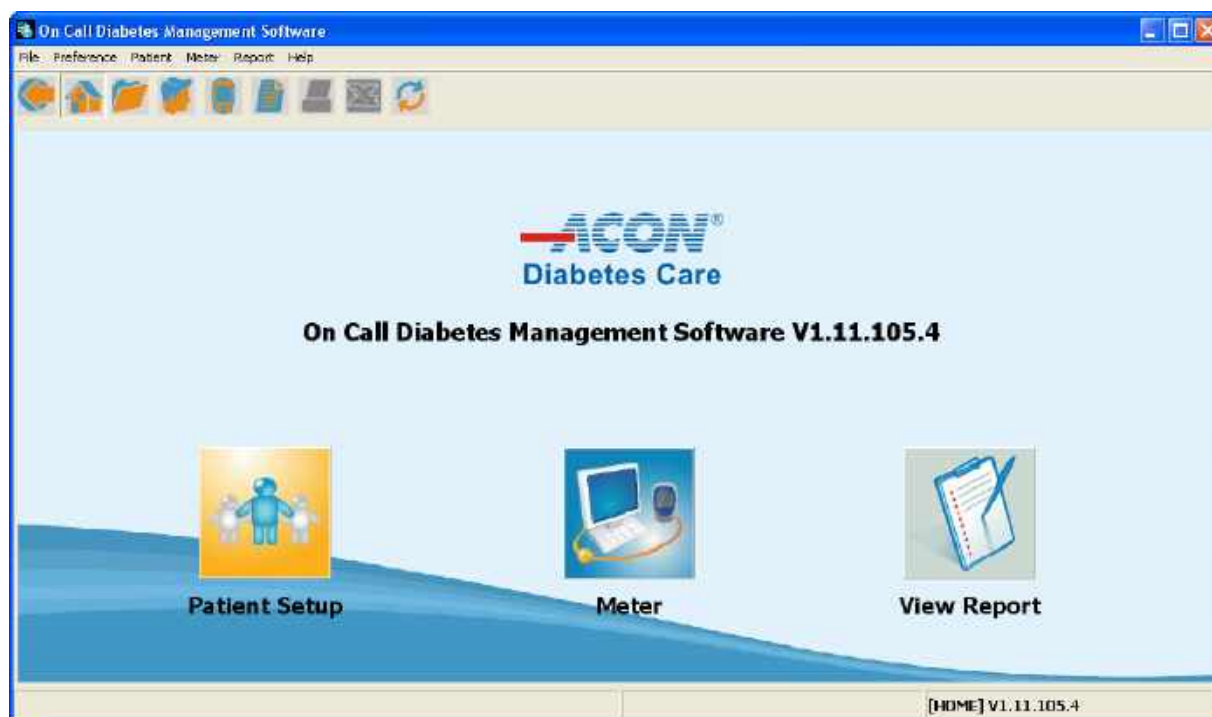 On Call Diabetes Management Software
File Preference Patient Meter Report Help
ACON®
Diabetes Care
On Call Diabetes Management Software V1.11.105.4
Patient Setup Meter View Report
[HOME] V1.11.105.4